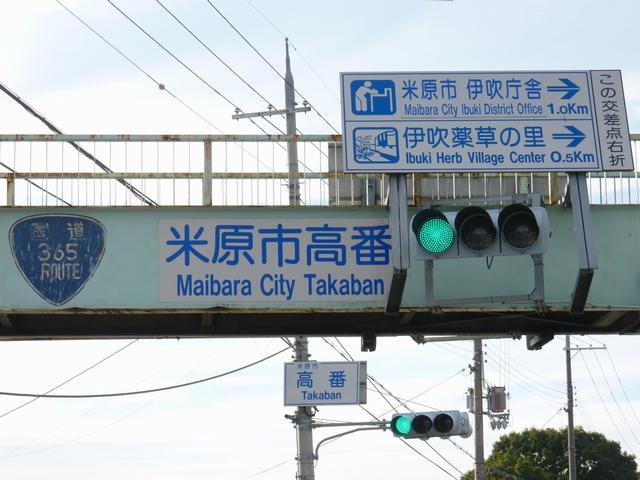 米原市 伊吹庁舎
Maibara City Ibuki District Office 1.0Km
伊吹薬草の里
Ibuki Herb Village Center 0.5Km
この交差点右折
国道
365
ROUTE
米原市高番
Maibara City Takaban
米原市
高番
Takaban